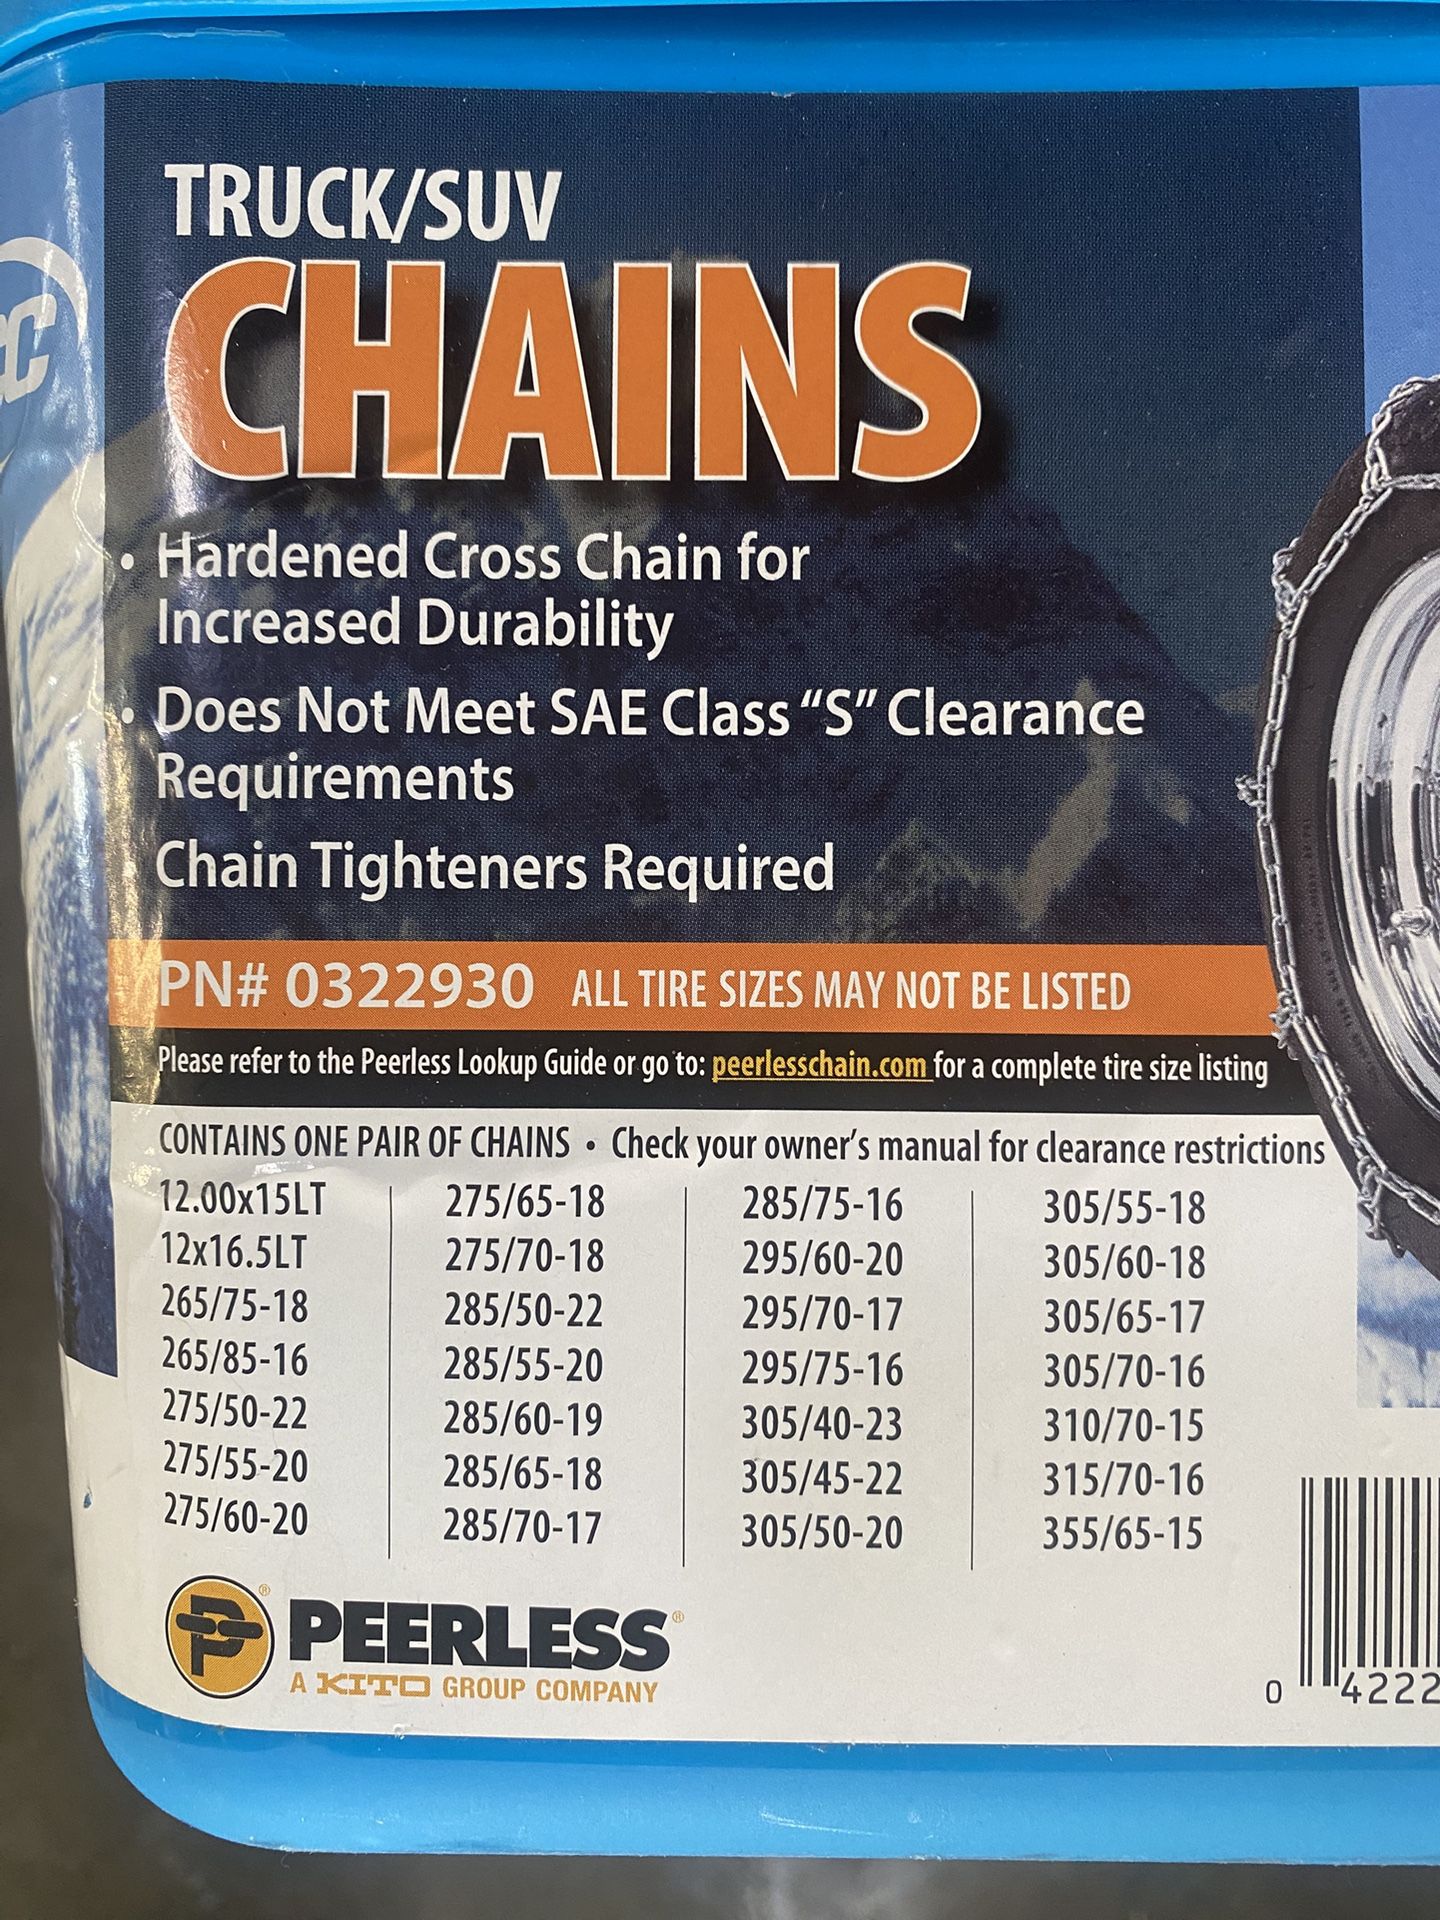 TRUCK/SUV
CHAINS
• Hardened Cross Chain for
Increased Durability
• Does Not Meet SAE Class “S” Clearance
Requirements
Chain Tighteners Required
PN# 0322930 ALL TIRE SIZES MAY NOT BE LISTED
Please refer to the Peerless Lookup Guide or go to: peerlesschain.com for a complete tire size listing
CONTAINS ONE PAIR OF CHAINS • Check your owner’s manual for clearance restrictions
12.00x15LT
12x16.5LT
265/75-18
265/85-16
275/50-22
275/55-20
275/60-20
275/65-18
275/70-18
285/50-22
285/55-20
285/60-19
285/65-18
285/70-17
285/75-16
295/60-20
295/70-17
295/75-16
305/40-23
305/45-22
305/50-20
305/55-18
305/60-18
305/65-17
305/70-16
310/70-15
315/70-16
355/65-15
P ®
PEERLESS®
A KITO GROUP COMPANY
0 4222